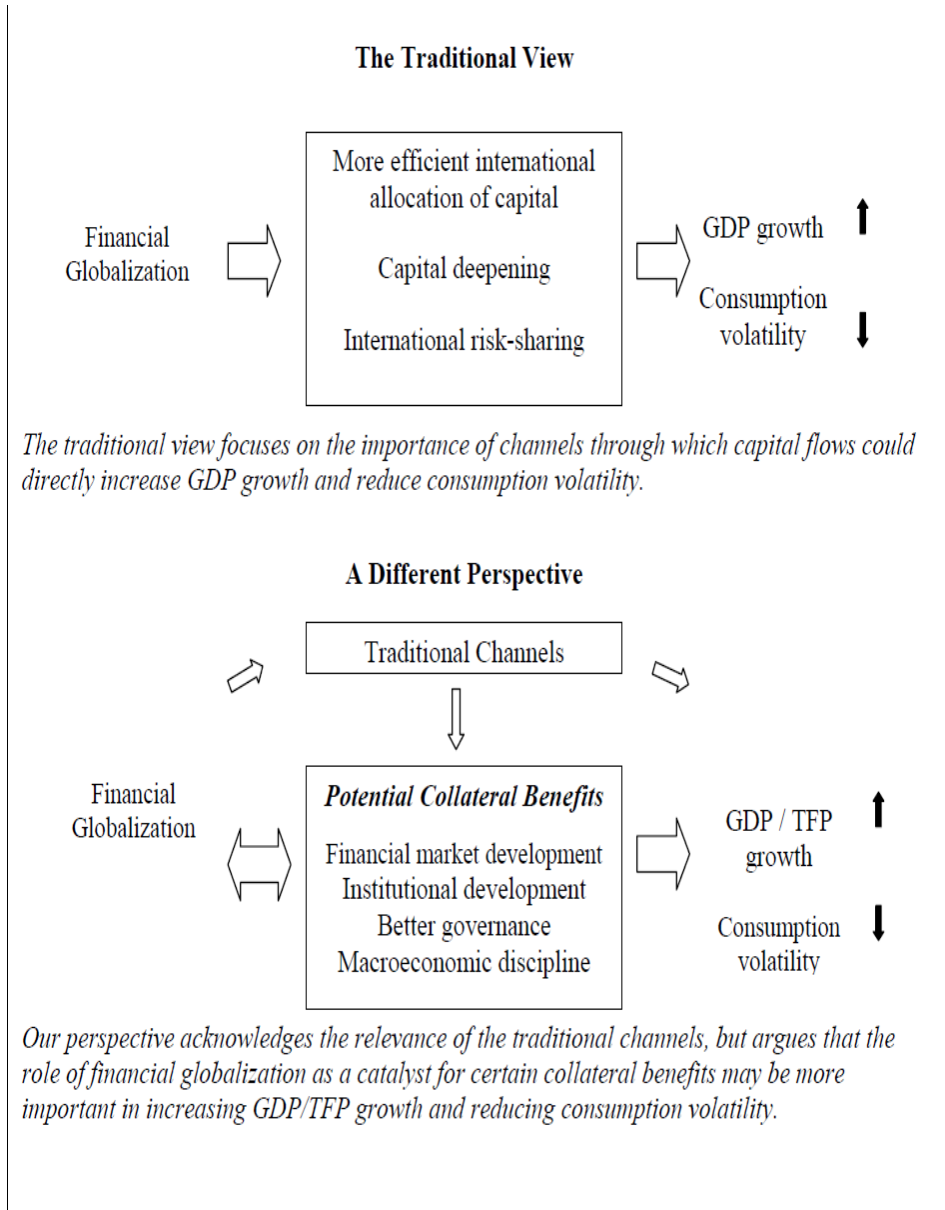 The Traditional View
More efficient international
allocation of capital
Capital deepening
International risk-sharing
Financial
Globalization
GDP growth
Consumption
volatility
The traditional view focuses on the importance of channels through which capital flows could
directly increase GDP growth and reduce consumption volatility.
A Different Perspective
Traditional Channels
Financial
Globalization
Potential Collateral Benefits
Financial market development
Institutional development
Better governance
Macroeconomic discipline
GDP / TFP
growth
Consumption
volatility
Our perspective acknowledges the relevance of the traditional channels, but argues that the
role of financial globalization as a catalyst for certain collateral benefits may be more
important in increasing GDP/TFP growth and reducing consumption volatility.